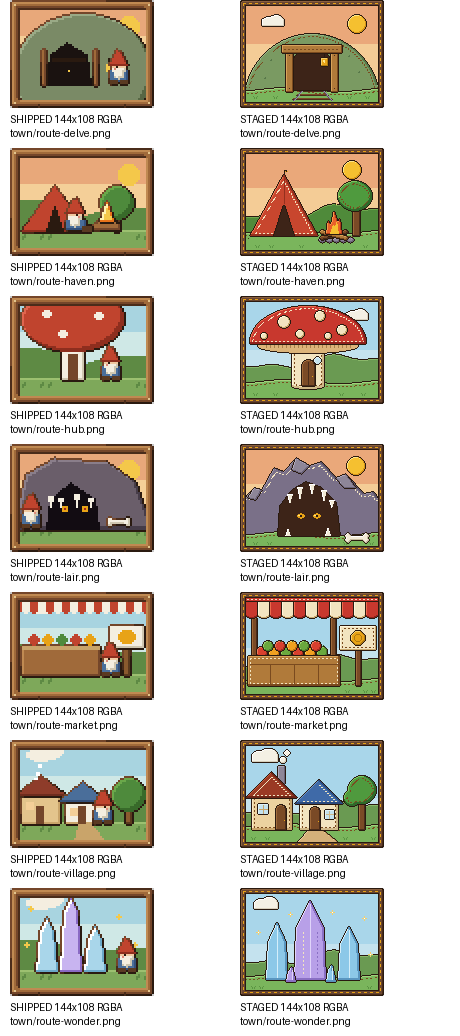 SHIPPED 144x108 RGBA
town/route-delve.png
STAGED 144x108 RGBA
town/route-delve.png
SHIPPED 144x108 RGBA
town/route-haven.png
STAGED 144x108 RGBA
town/route-haven.png
SHIPPED 144x108 RGBA
town/route-hub.png
STAGED 144x108 RGBA
town/route-hub.png
SHIPPED 144x108 RGBA
town/route-lair.png
STAGED 144x108 RGBA
town/route-lair.png
SHIPPED 144x108 RGBA
town/route-market.png
STAGED 144x108 RGBA
town/route-market.png
SHIPPED 144x108 RGBA
town/route-village.png
STAGED 144x108 RGBA
town/route-village.png
SHIPPED 144x108 RGBA
town/route-wonder.png
STAGED 144x108 RGBA
town/route-wonder.png